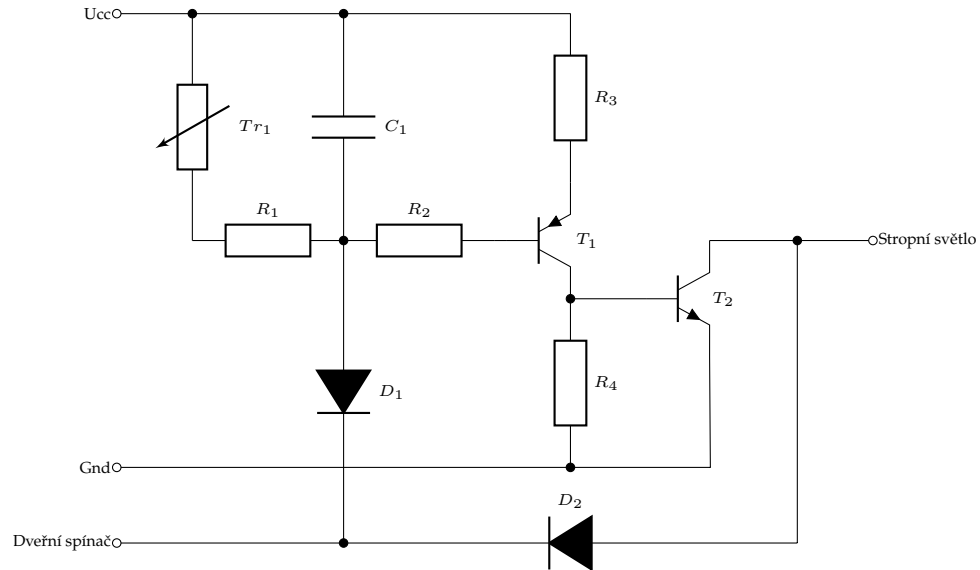 Ucc
R₃
Tr₁
C₁
R₁
R₂
T₁
Stropní světlo
T₂
D₁
R₄
Gnd
D₂
Dveřní spínač